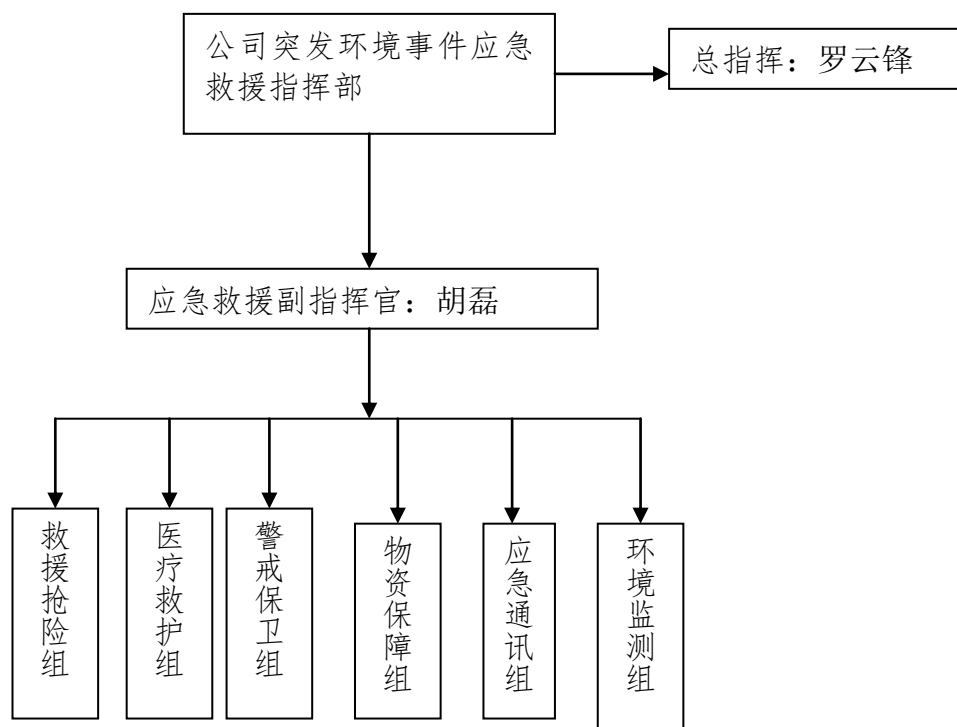 公司突发环境事件应急
救援指挥部
总指挥：罗云锋
应急救援副指挥官：胡磊
救援抢险组
医疗救护组
警戒保卫组
物资保障组
应急通讯组
环境监测组